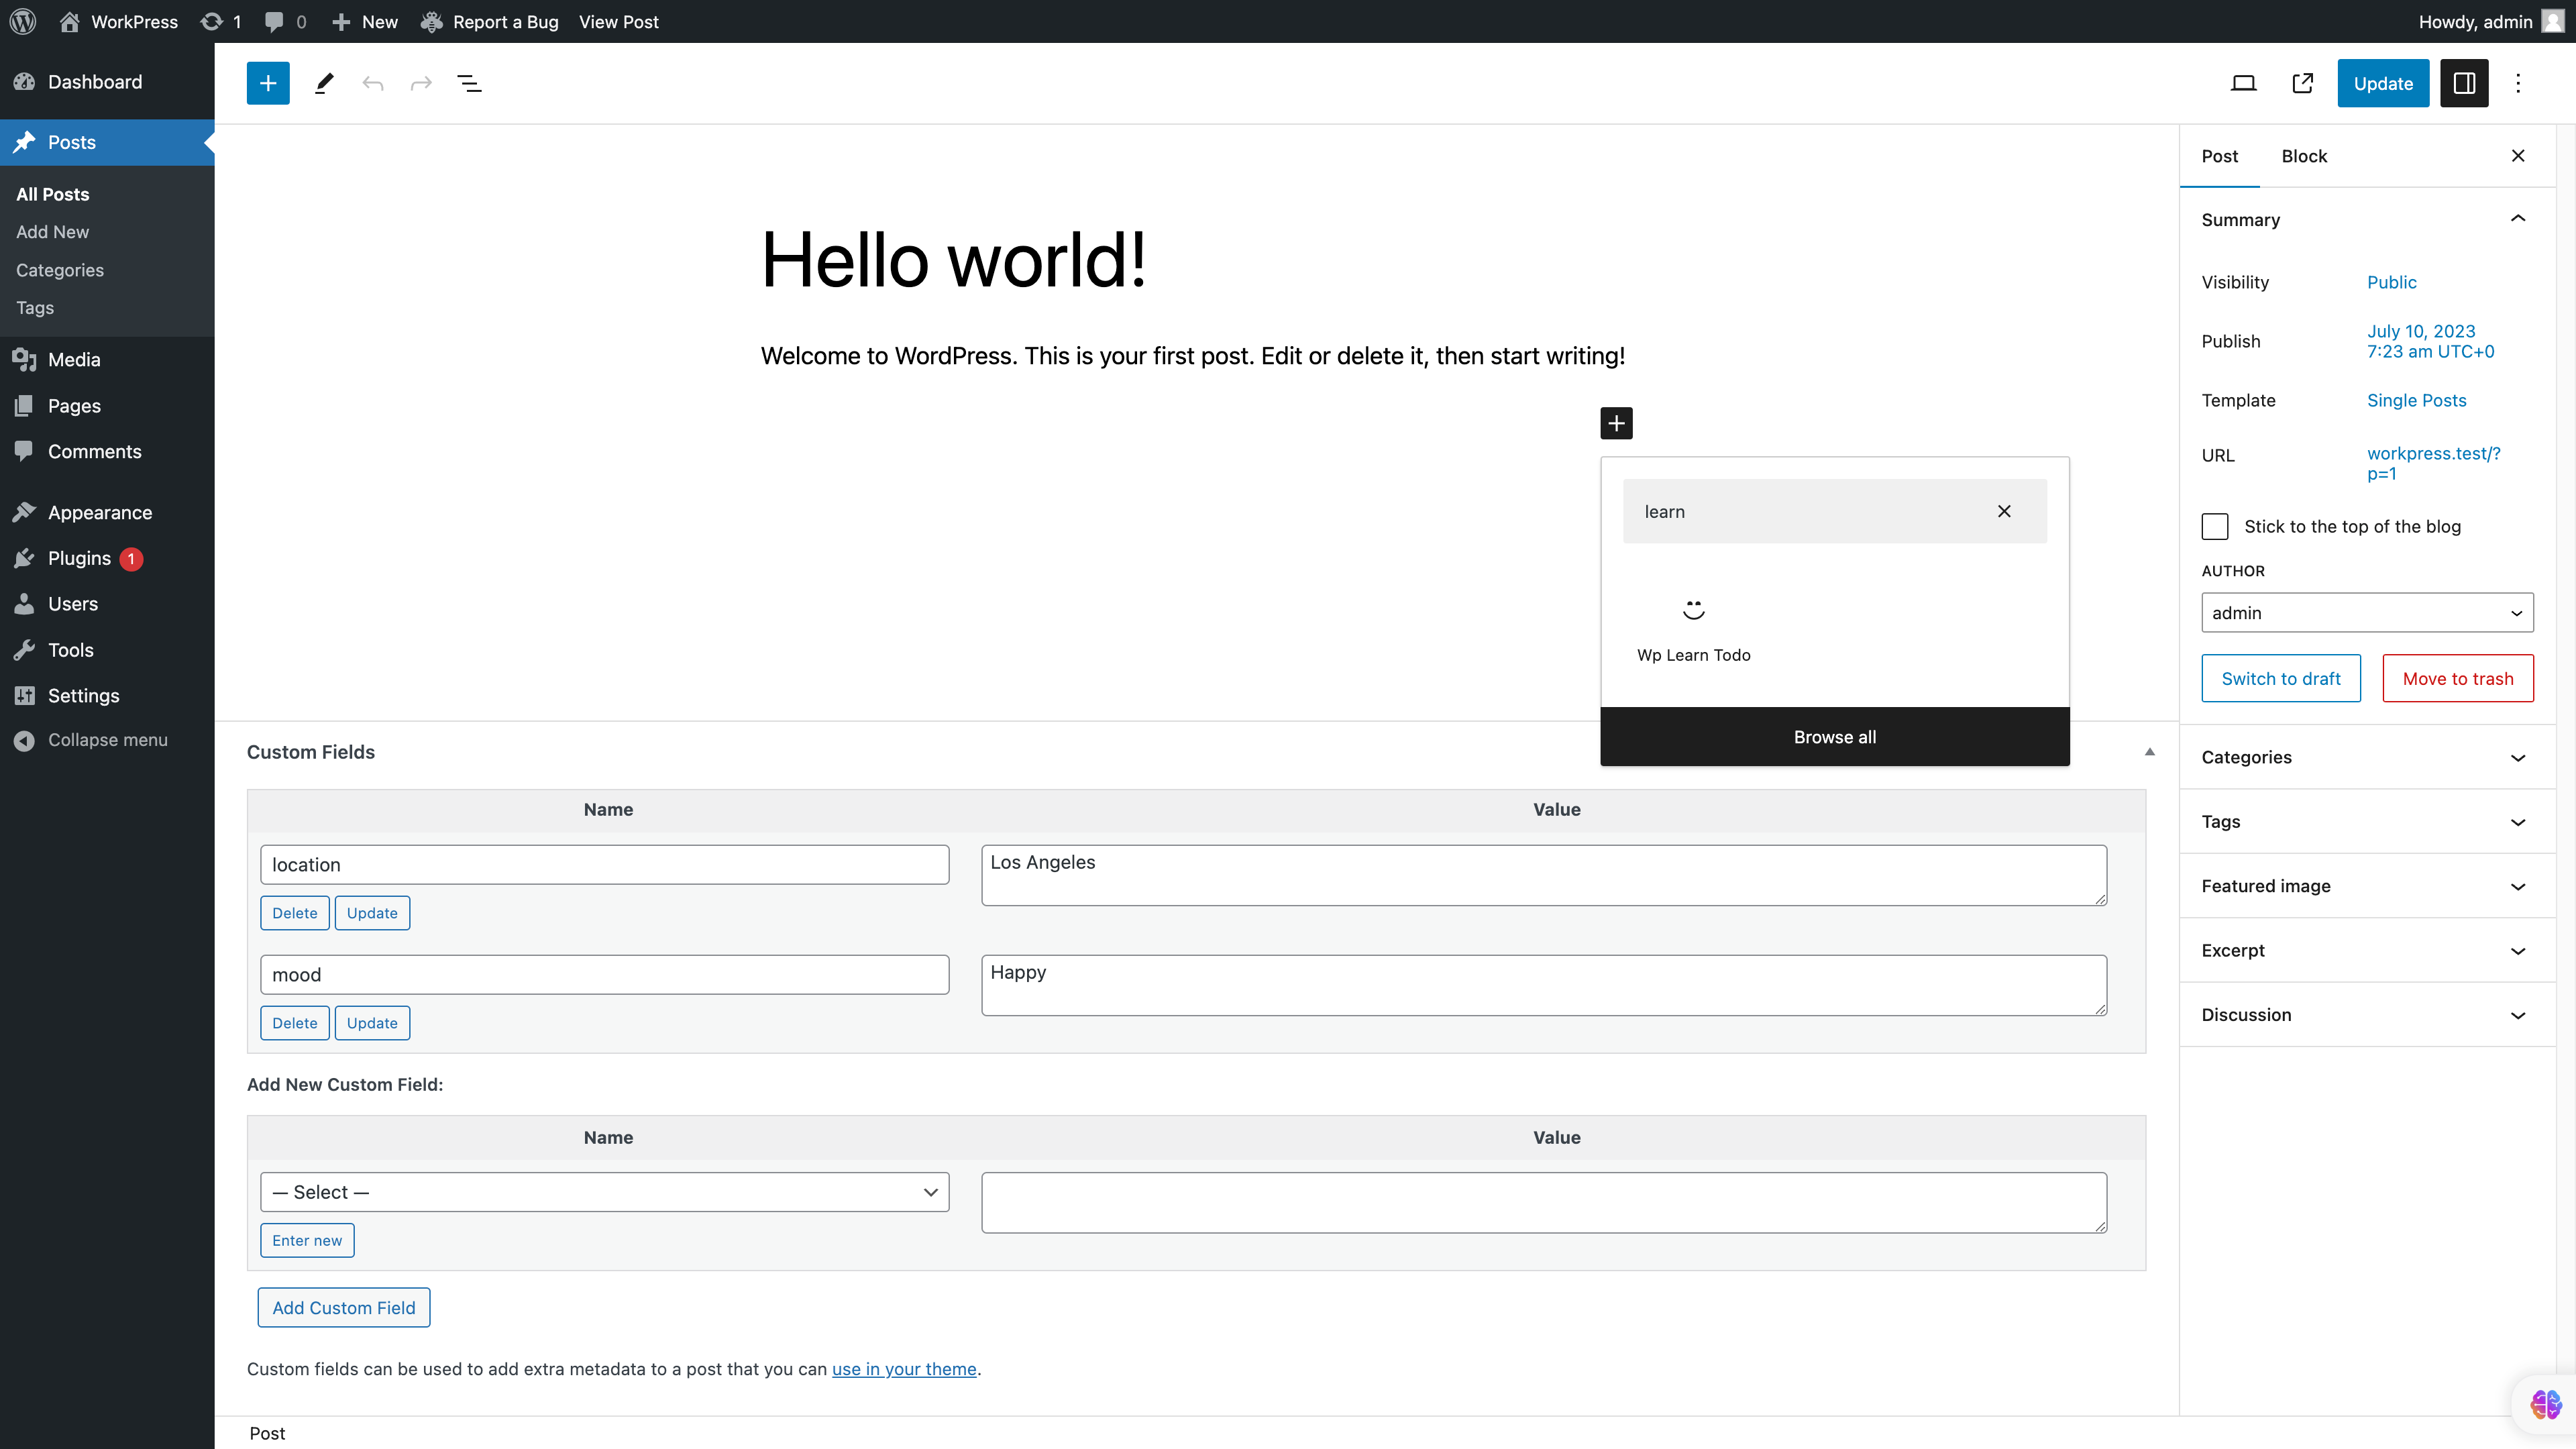 WorkPress
1
0
New
Report a Bug
View Post
Howdy, admin
Dashboard
Posts
All Posts
Add New
Categories
Tags
Media
Pages
Comments
Appearance
Plugins 1
Users
Tools
Settings
Collapse menu
Update
Hello world!
Welcome to WordPress. This is your first post. Edit or delete it, then start writing!
learn
Wp Learn Todo
Browse all
Custom Fields
Name Value
location Los Angeles
Delete Update
mood Happy
Delete Update
Add New Custom Field:
Name Value
— Select —
Enter new
Add Custom Field
Custom fields can be used to add extra metadata to a post that you can use in your theme.
Post
Post Block
Summary
Visibility Public
Publish July 10, 2023
7:23 am UTC+0
Template Single Posts
URL workpress.test/?
p=1
Stick to the top of the blog
AUTHOR
admin
Switch to draft Move to trash
Categories
Tags
Featured image
Excerpt
Discussion